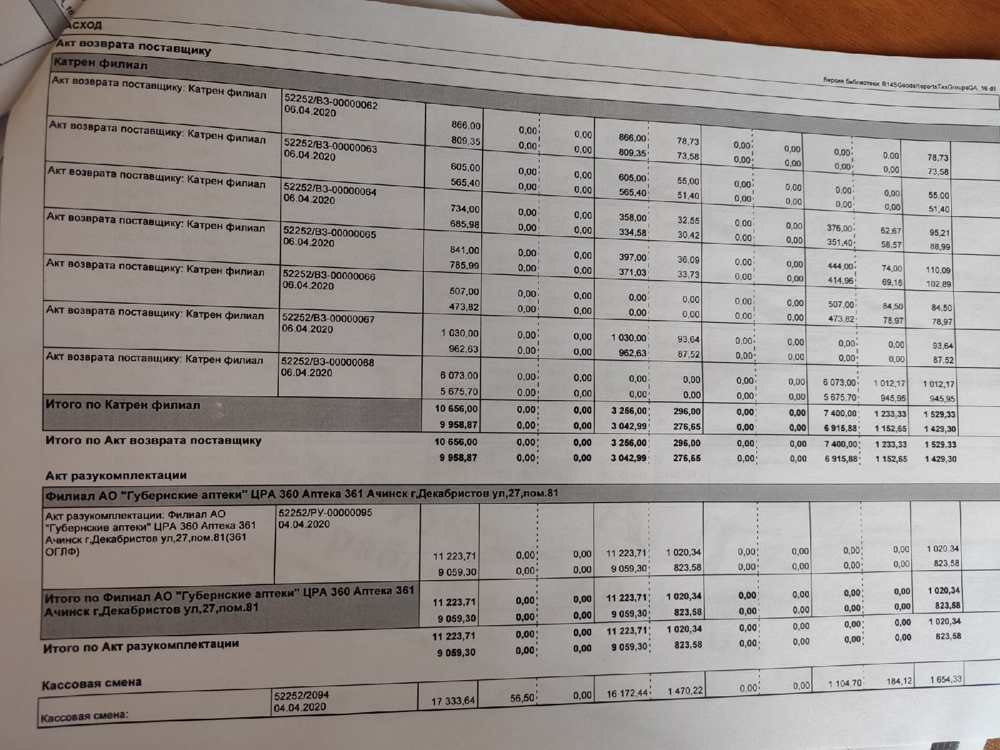 АСХОД
Акт возврата поставщику
Версия библиотеки: R14SGoodsReportsTaxGroupsGA_16.dll
Катрен филиал
Акт возврата поставщику: Катрен филиал 52252/ВЗ-00000062
06.04.2020
866,00 0,00 0,00 866,00 78,73 0,00 0,00 0,00 0,00 78,73
809,35 0,00 0,00 809,35 73,58 0,00 0,00 0,00 0,00 73,58
Акт возврата поставщику: Катрен филиал 52252/ВЗ-00000063
06.04.2020
605,00 0,00 0,00 605,00 55,00 0,00 0,00 0,00 0,00 55,00
565,40 0,00 0,00 565,40 51,40 0,00 0,00 0,00 0,00 51,40
Акт возврата поставщику: Катрен филиал 52252/ВЗ-00000064
06.04.2020
734,00 0,00 0,00 358,00 32,55 0,00 0,00 376,00 62,67 95,21
685,98 0,00 0,00 334,58 30,42 0,00 0,00 351,40 58,57 88,99
Акт возврата поставщику: Катрен филиал 52252/ВЗ-00000065
06.04.2020
841,00 0,00 0,00 397,00 36,09 0,00 0,00 444,00 74,00 110,09
785,99 0,00 0,00 371,03 33,73 0,00 0,00 414,96 69,16 102,89
Акт возврата поставщику: Катрен филиал 52252/ВЗ-00000066
06.04.2020
507,00 0,00 0,00 0,00 0,00 0,00 0,00 507,00 84,50 84,50
473,82 0,00 0,00 0,00 0,00 0,00 0,00 473,82 78,97 78,97
Акт возврата поставщику: Катрен филиал 52252/ВЗ-00000067
06.04.2020
1 030,00 0,00 0,00 1 030,00 93,64 0,00 0,00 0,00 0,00 93,64
962,63 0,00 0,00 962,63 87,52 0,00 0,00 0,00 0,00 87,52
Акт возврата поставщику: Катрен филиал 52252/ВЗ-00000068
06.04.2020
6 073,00 0,00 0,00 0,00 0,00 0,00 0,00 6 073,00 1 012,17 1 012,17
5 675,70 0,00 0,00 0,00 0,00 0,00 0,00 5 675,70 945,95 945,95
Итого по Катрен филиал 10 656,00 0,00 0,00 3 256,00 296,00 0,00 0,00 7 400,00 1 233,33 1 529,33
9 958,87 0,00 0,00 3 042,99 276,65 0,00 0,00 6 915,88 1 152,65 1 429,30
Итого по Акт возврата поставщику 10 656,00 0,00 0,00 3 256,00 296,00 0,00 0,00 7 400,00 1 233,33 1 529,33
9 958,87 0,00 0,00 3 042,99 276,65 0,00 0,00 6 915,88 1 152,65 1 429,30
Акт разукомплектации
Филиал АО "Губернские аптеки" ЦРА 360 Аптека 361 Ачинск г,Декабристов ул,27,пом.81
Акт разукомплектации: Филиал АО 52252/РУ-00000095
"Губернские аптеки" ЦРА 360 Аптека 361 04.04.2020
Ачинск г,Декабристов ул,27,пом.81(361
ОГЛФ)
11 223,71 0,00 0,00 11 223,71 1 020,34 0,00 0,00 0,00 0,00 1 020,34
9 059,30 0,00 0,00 9 059,30 823,58 0,00 0,00 0,00 0,00 823,58
Итого по Филиал АО "Губернские аптеки" ЦРА 360 Аптека 361 11 223,71 0,00 0,00 11 223,71 1 020,34 0,00 0,00 0,00 0,00 1 020,34
Ачинск г,Декабристов ул,27,пом.81 9 059,30 0,00 0,00 9 059,30 823,58 0,00 0,00 0,00 0,00 823,58
Итого по Акт разукомплектации 11 223,71 0,00 0,00 11 223,71 1 020,34 0,00 0,00 0,00 0,00 1 020,34
9 059,30 0,00 0,00 9 059,30 823,58 0,00 0,00 0,00 0,00 823,58
Кассовая смена
52252/2094 17 333,64 56,50 0,00 16 172,44 1 470,22 0,00 0,00 1 104,70 184,12 1 654,33
Кассовая смена: 04.04.2020